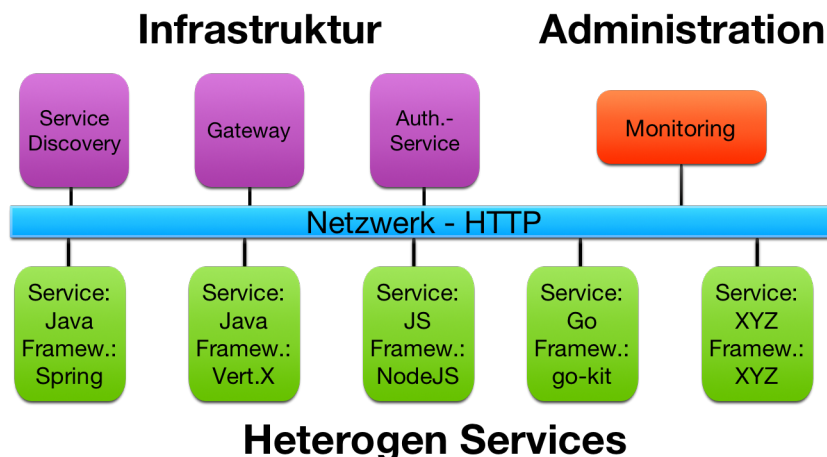 Infrastruktur
Administration
Service
Discovery
Gateway
Auth.-
Service
Monitoring
Netzwerk - HTTP
Service:
Java
Framew.:
Spring
Service:
Java
Framew.:
Vert.X
Service:
JS
Framew.:
NodeJS
Service:
Go
Framew.:
go-kit
Service:
XYZ
Framew.:
XYZ
Heterogen Services